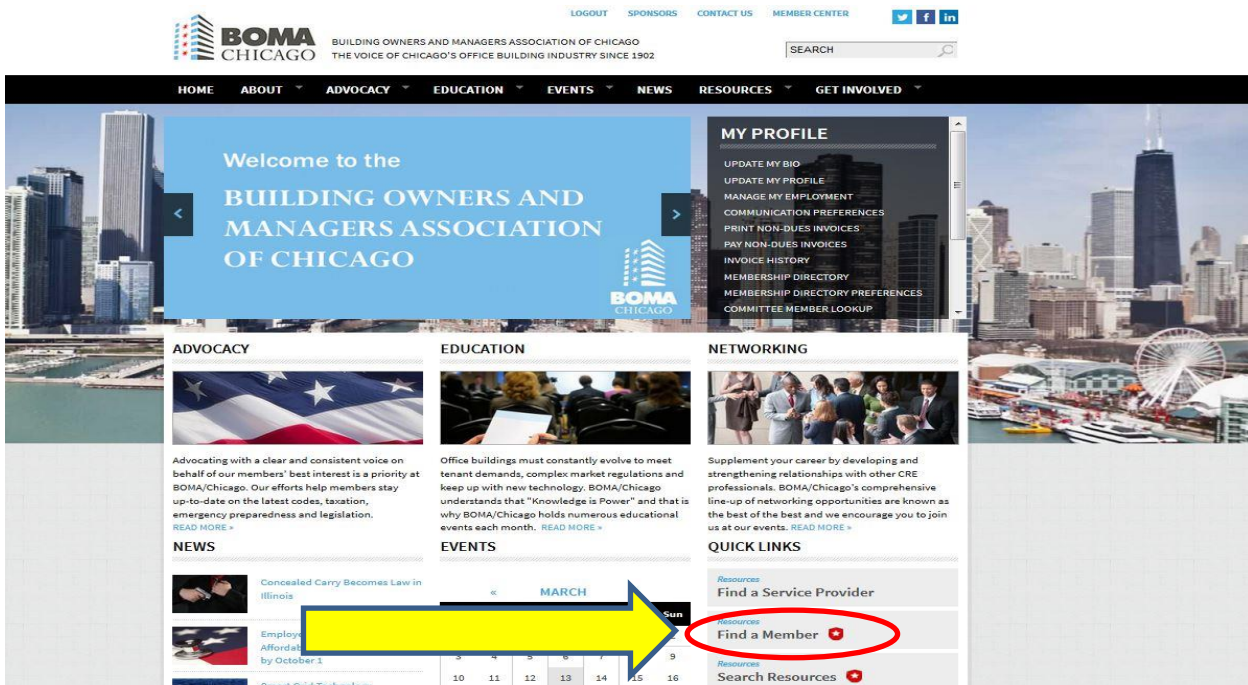 LOGOUT SPONSORS CONTACT US MEMBER CENTER
BOMA
CHICAGO
BUILDING OWNERS AND MANAGERS ASSOCIATION OF CHICAGO
THE VOICE OF CHICAGO'S OFFICE BUILDING INDUSTRY SINCE 1902
SEARCH
HOME ABOUT ADVOCACY EDUCATION EVENTS NEWS RESOURCES GET INVOLVED
Welcome to the
BUILDING OWNERS AND
MANAGERS ASSOCIATION
OF CHICAGO
BOMA
CHICAGO
MY PROFILE
UPDATE MY BIO
UPDATE MY PROFILE
MANAGE MY EMPLOYMENT
COMMUNICATION PREFERENCES
PRINT NON-DUES INVOICES
PAY NON-DUES INVOICES
INVOICE HISTORY
MEMBERSHIP DIRECTORY
MEMBERSHIP DIRECTORY PREFERENCES
COMMITTEE MEMBER LOOKUP
ADVOCACY
Advocating with a clear and consistent voice on
behalf of our members' best interest is a priority at
BOMA/Chicago. Our efforts help members stay
up-to-date on the latest codes, taxation,
emergency preparedness and legislation.
READ MORE »
EDUCATION
Office buildings must constantly evolve to meet
tenant demands, complex market regulations and
keep up with new technology. BOMA/Chicago
understands that "Knowledge is Power" and that is
why BOMA/Chicago holds numerous educational
events each month. READ MORE »
NETWORKING
Supplement your career by developing and
strengthening relationships with other CRE
professionals. BOMA/Chicago's comprehensive
line-up of networking opportunities are known as
the best of the best and we encourage you to join
us at our events. READ MORE »
NEWS
Concealed Carry Becomes Law in
Illinois
by October 1
EVENTS
« MARCH
Sun
9
10 11 12 13 14 15 16
QUICK LINKS
Resources
Find a Service Provider
Resources
Find a Member
Resources
Search Resources